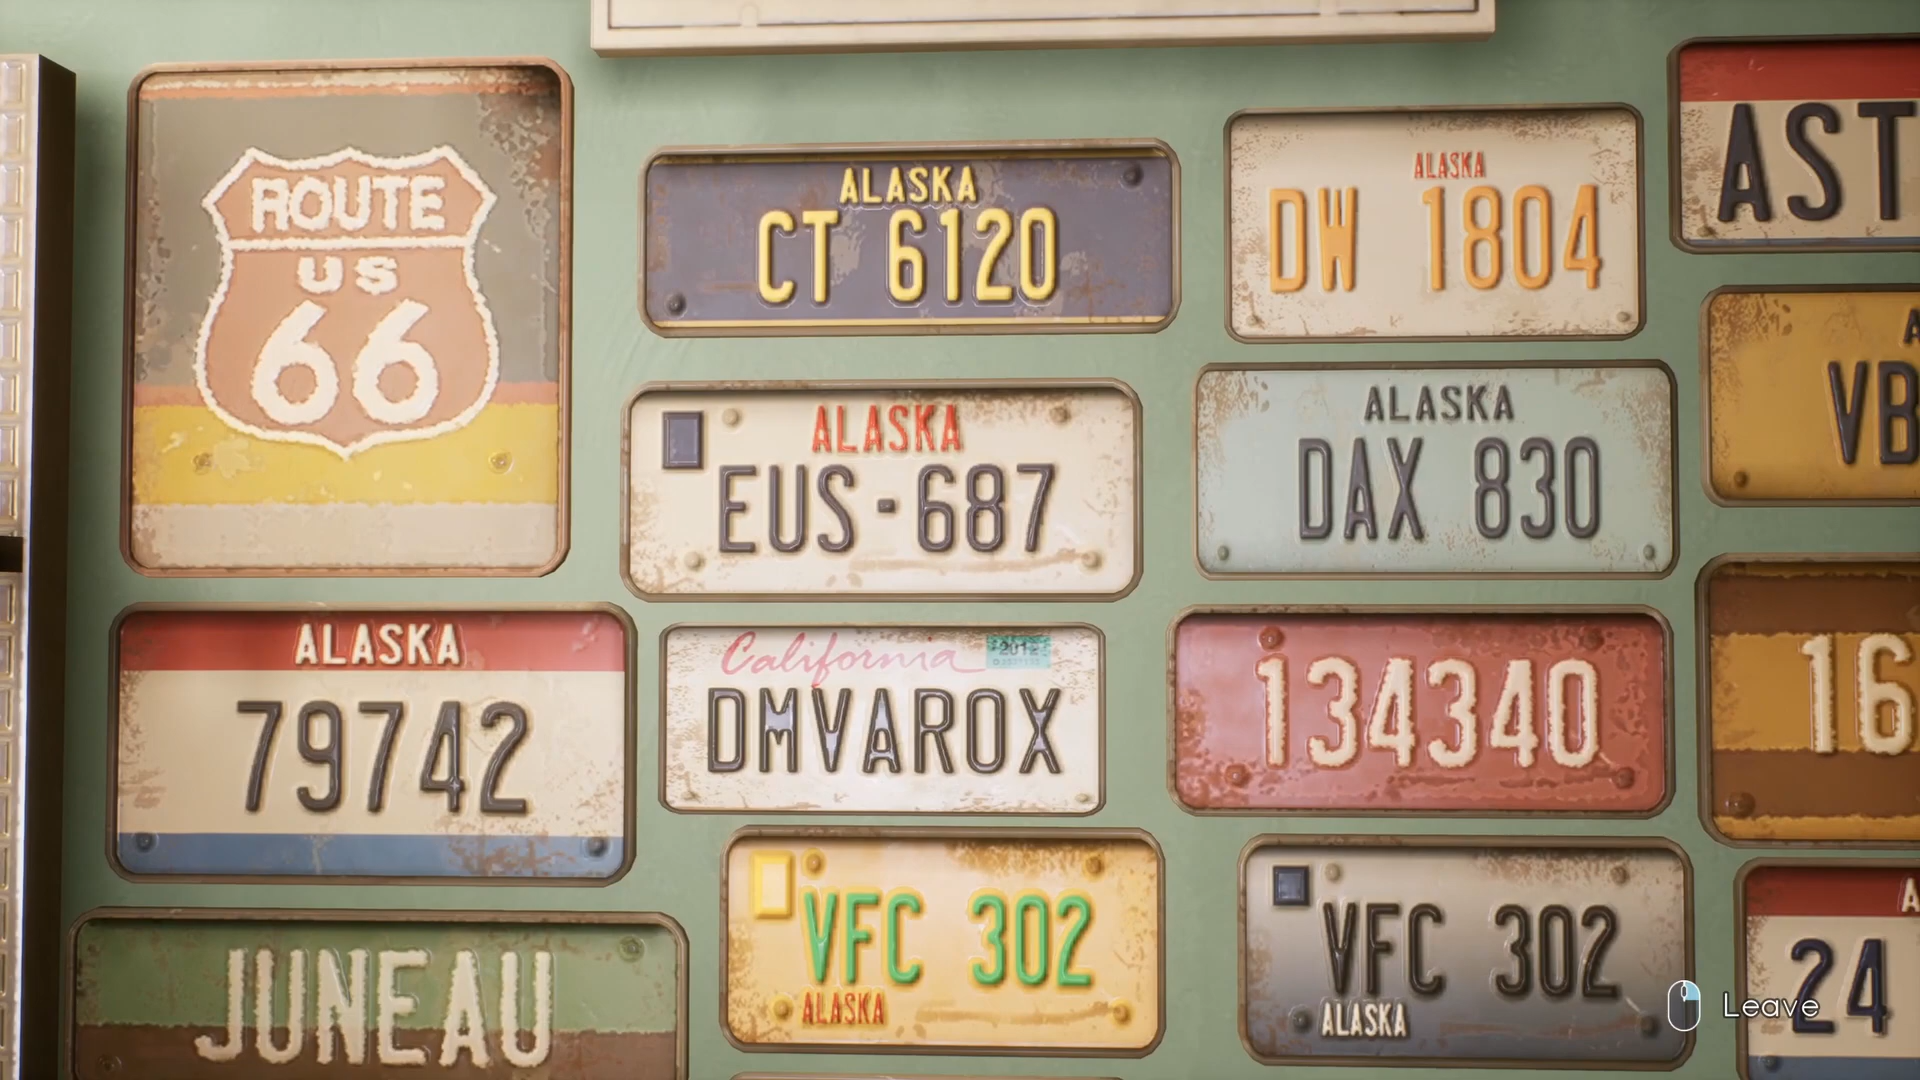 ROUTE
US
66
ALASKA
CT 6120
ALASKA
DW 1804
AST
ALASKA
EUS·687
ALASKA
DAX 830
VB
ALASKA
79742
California
2012
DMVAROX
134340
16
JUNEAU
VFC 302
ALASKA
VFC 302
ALASKA
24
Leave